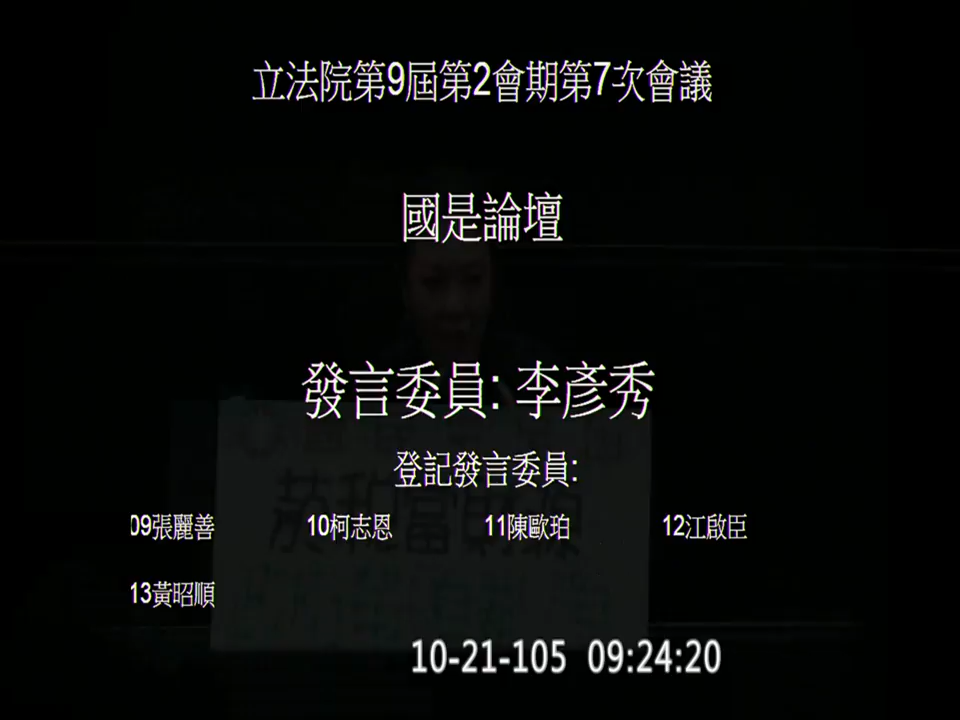 立法院第9屆第2會期第7次會議
國是論壇
發言委員: 李彥秀
登記發言委員:
09張麗善 10柯志恩 11陳歐珀 12江啟臣
13黃昭順
10-21-105 09:24:20